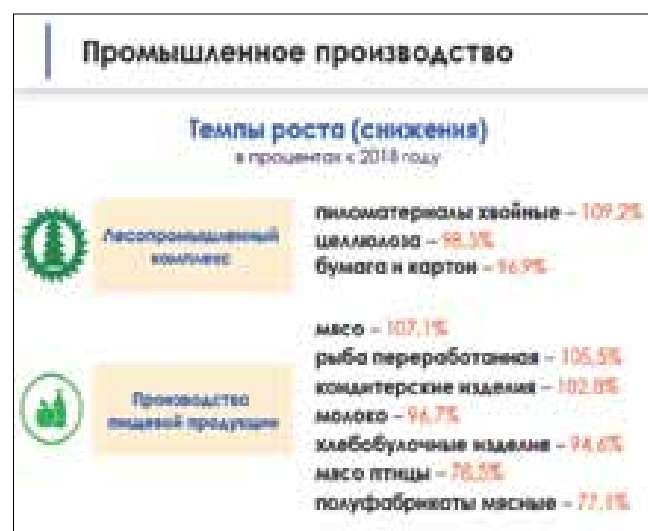 Промышленное производство
Темпы роста (снижения)
в процентах к 2018 году
Лесопромышленный
комплекс
пиломатериалы хвойные – 109,2%
целлюлоза – 98,3%
бумага и картон – 96,9%
Производство
пищевой продукции
мясо – 107,1%
рыба переработанная – 105,5%
кондитерские изделия – 102,8%
молоко – 96,7%
хлебобулочные изделия – 94,6%
мясо птицы – 78,5%
полуфабрикаты мясные – 77,1%